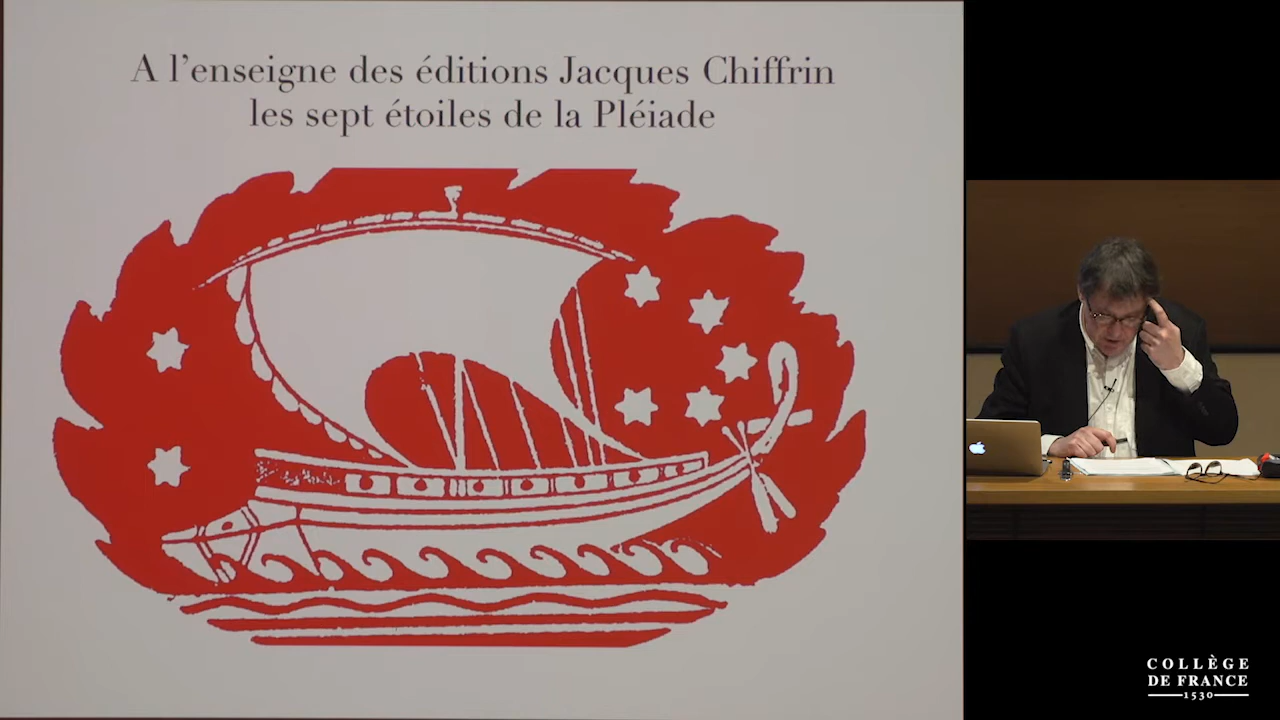 A l'enseigne des éditions Jacques Chiffrin
les sept étoiles de la Pléiade
COLLÈGE
DE FRANCE
1530